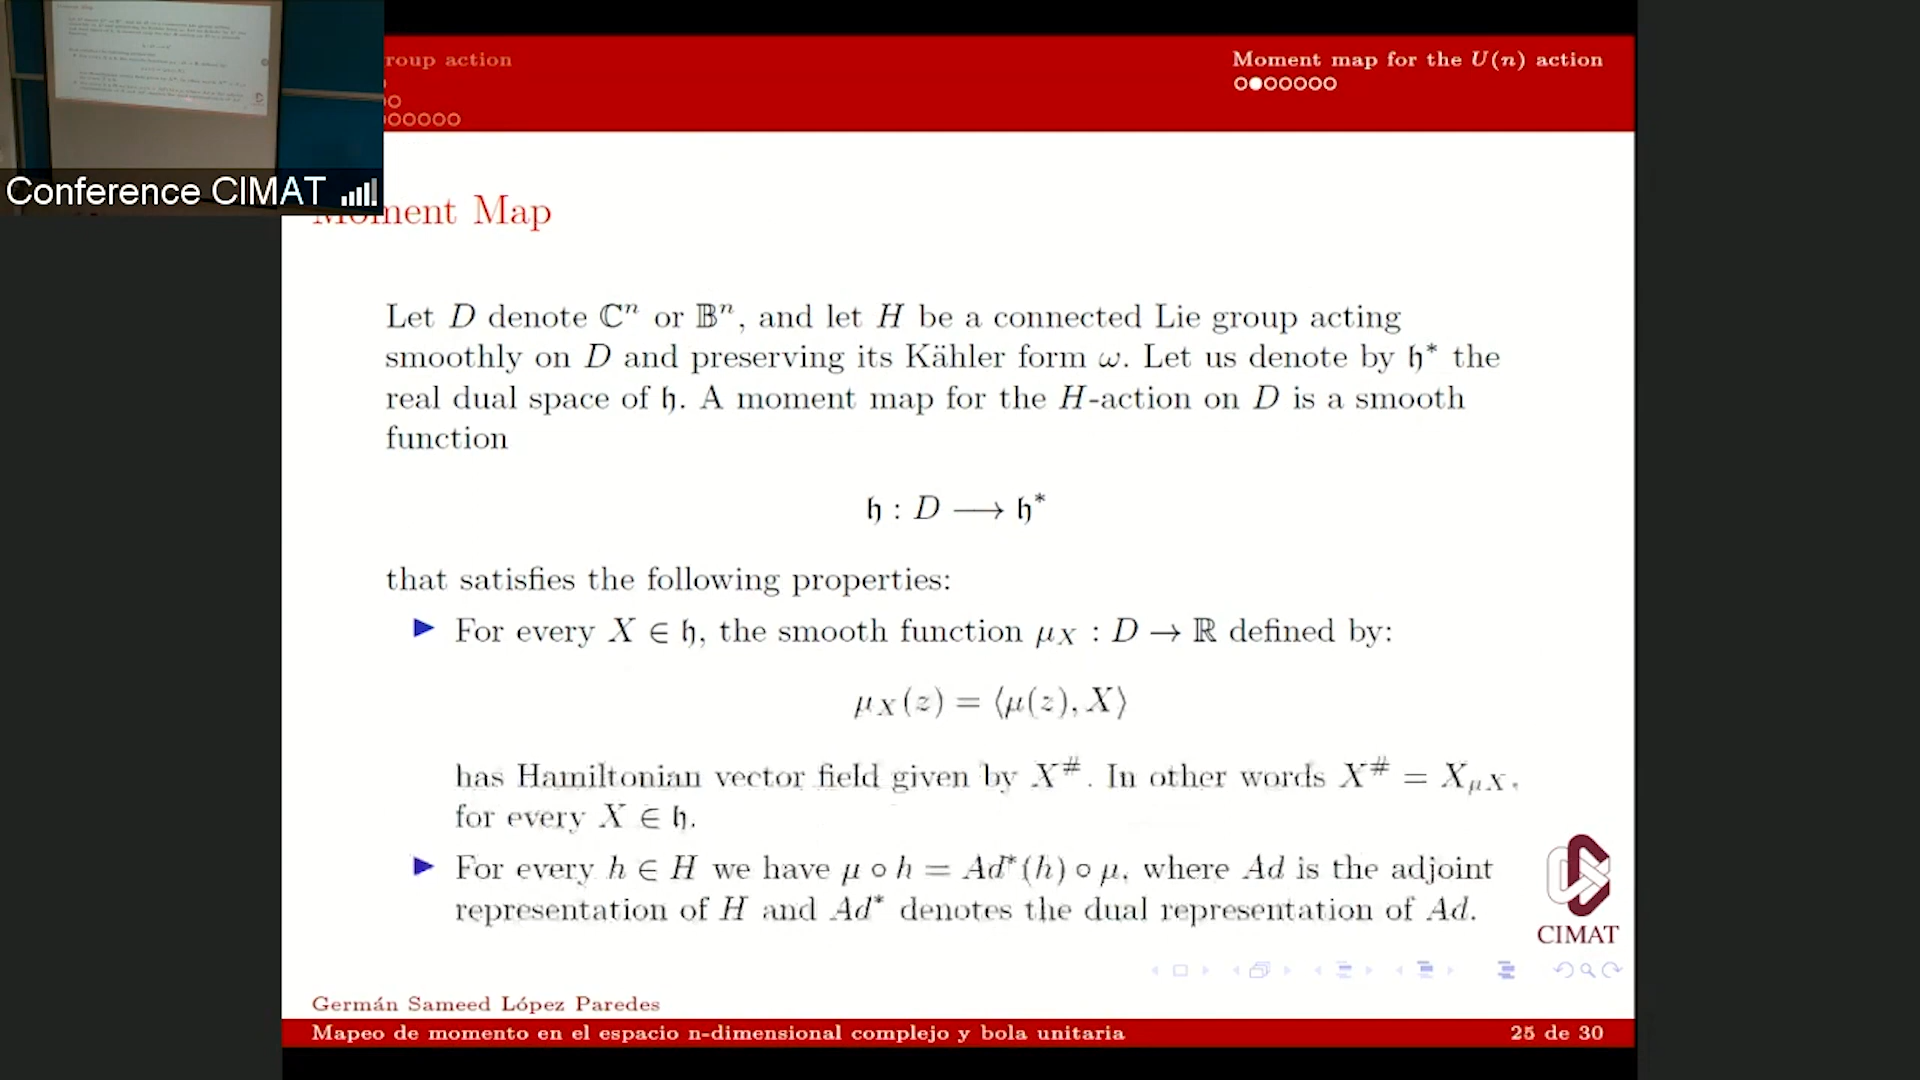 roup action
Moment map for the U(n) action
Conference CIMAT
Moment Map
Let D denote ℂⁿ or 𝔹ⁿ, and let H be a connected Lie group acting
smoothly on D and preserving its Kähler form ω. Let us denote by 𝔥* the
real dual space of 𝔥. A moment map for the H-action on D is a smooth
function
𝔥 : D ⟶ 𝔥*
that satisfies the following properties:
▶ For every X ∈ 𝔥, the smooth function μ_X : D → ℝ defined by:
μ_X(z) = ⟨μ(z), X⟩
has Hamiltonian vector field given by X^#. In other words X^# = X_{μ_X},
for every X ∈ 𝔥.
▶ For every h ∈ H we have μ ∘ h = Ad*(h) ∘ μ, where Ad is the adjoint
representation of H and Ad* denotes the dual representation of Ad.
CIMAT
Germán Sameed López Paredes
Mapeo de momento en el espacio n-dimensional complejo y bola unitaria
25 de 30